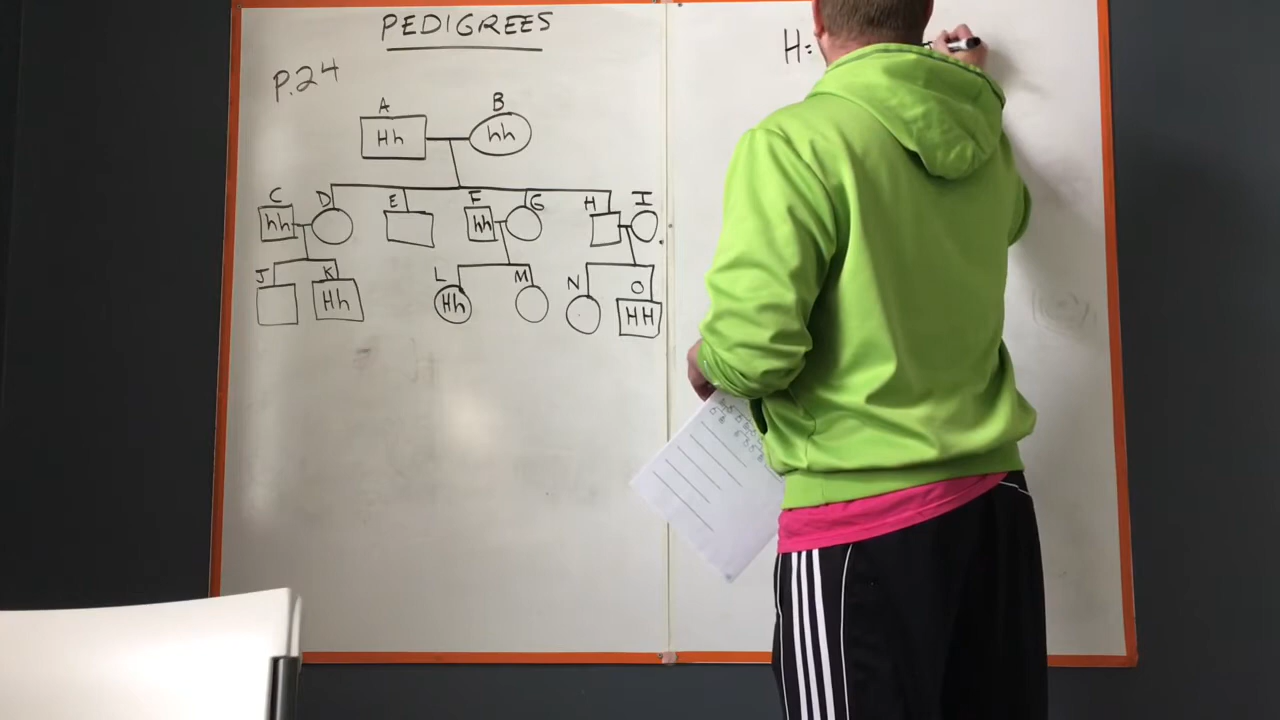 PEDIGREES
P.24
A B
Hh hh
C D E F G H I
hh hh
J K L M N O
Hh Hh HH
H=